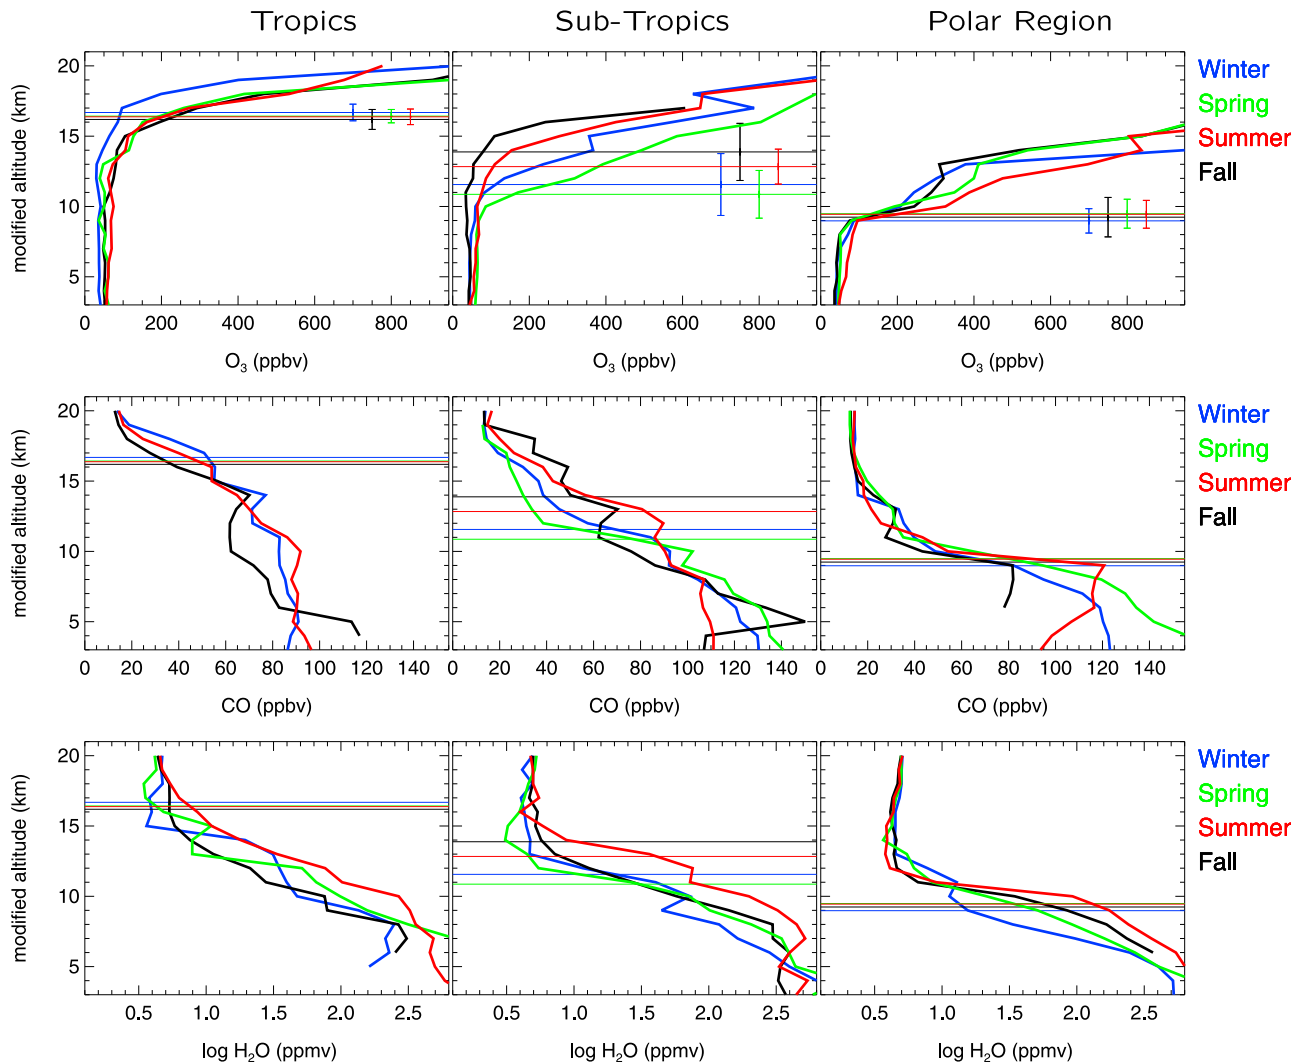 Tropics Sub-Tropics Polar Region
modified altitude (km)
20
15
10
5
0 200 400 600 800
0 200 400 600 800
0 200 400 600 800
O₃ (ppbv) O₃ (ppbv) O₃ (ppbv)
Winter
Spring
Summer
Fall
modified altitude (km)
20
15
10
5
0 20 40 60 80 100 120 140
0 20 40 60 80 100 120 140
0 20 40 60 80 100 120 140
CO (ppbv) CO (ppbv) CO (ppbv)
Winter
Spring
Summer
Fall
modified altitude (km)
20
15
10
5
0.5 1.0 1.5 2.0 2.5
0.5 1.0 1.5 2.0 2.5
0.5 1.0 1.5 2.0 2.5
log H₂O (ppmv) log H₂O (ppmv) log H₂O (ppmv)
Winter
Spring
Summer
Fall